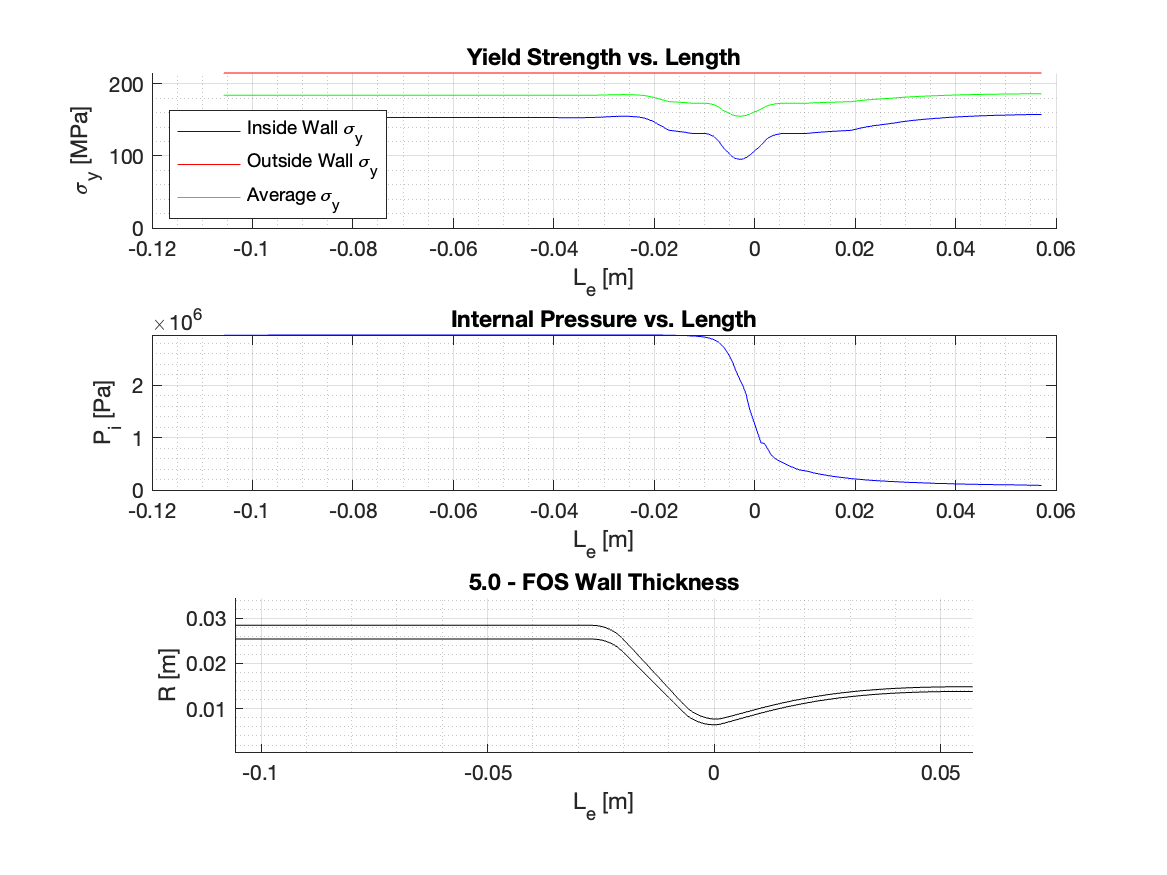 Yield Strength vs. Length
200
100
0
σy [MPa]
Inside Wall σy
Outside Wall σy
Average σy
-0.12 -0.1 -0.08 -0.06 -0.04 -0.02 0 0.02 0.04 0.06
Le [m]
Internal Pressure vs. Length
×10^6
2
1
0
Pi [Pa]
-0.12 -0.1 -0.08 -0.06 -0.04 -0.02 0 0.02 0.04 0.06
Le [m]
5.0 - FOS Wall Thickness
0.03
0.02
0.01
R [m]
-0.1 -0.05 0 0.05
Le [m]